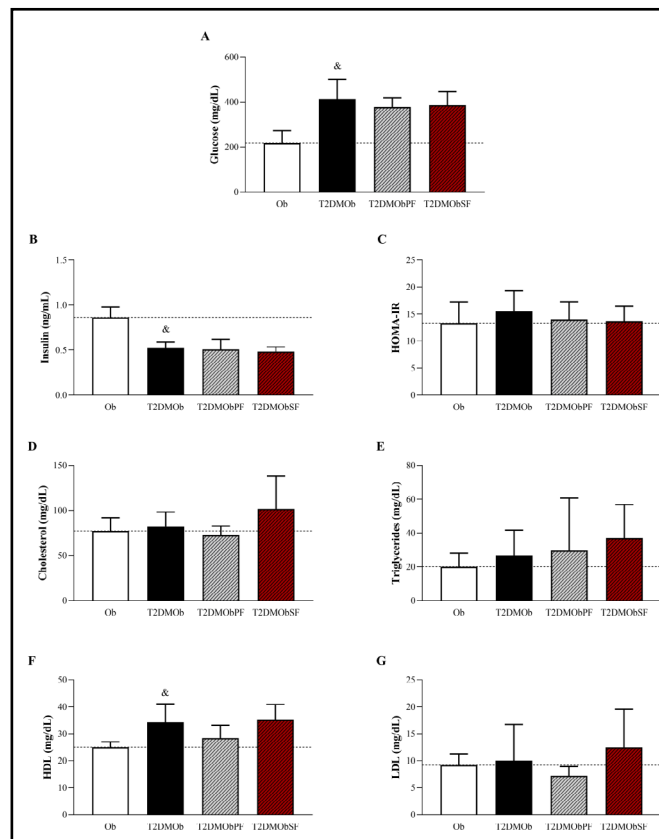 A
Glucose (mg/dL)
600
400
200
0
&
Ob T2DMOb T2DMObPF T2DMObSF
B
Insulin (ng/mL)
1.5
1.0
0.5
0.0
&
Ob T2DMOb T2DMObPF T2DMObSF
C
HOMA-IR
25
20
15
10
5
0
Ob T2DMOb T2DMObPF T2DMObSF
D
Cholesterol (mg/dL)
150
100
50
0
Ob T2DMOb T2DMObPF T2DMObSF
E
Triglycerides (mg/dL)
80
60
40
20
0
Ob T2DMOb T2DMObPF T2DMObSF
F
HDL (mg/dL)
50
40
30
20
10
0
&
Ob T2DMOb T2DMObPF T2DMObSF
G
LDL (mg/dL)
25
20
15
10
5
0
Ob T2DMOb T2DMObPF T2DMObSF